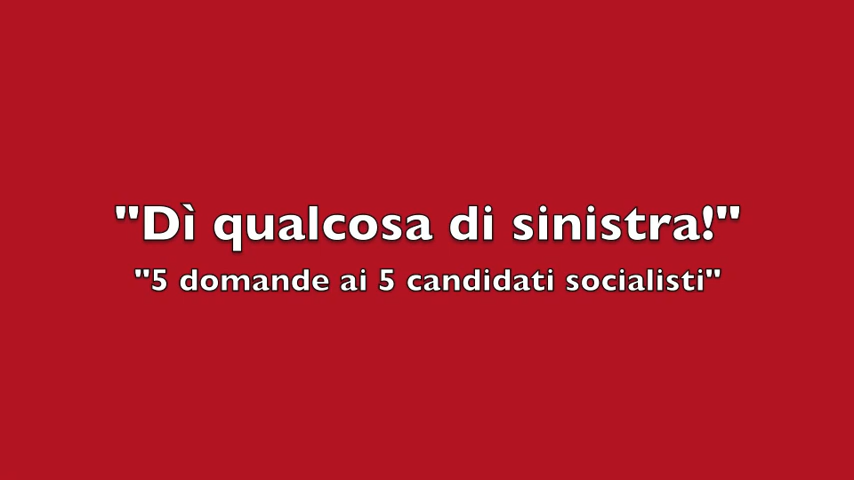 "Dì qualcosa di sinistra!"
"5 domande ai 5 candidati socialisti"